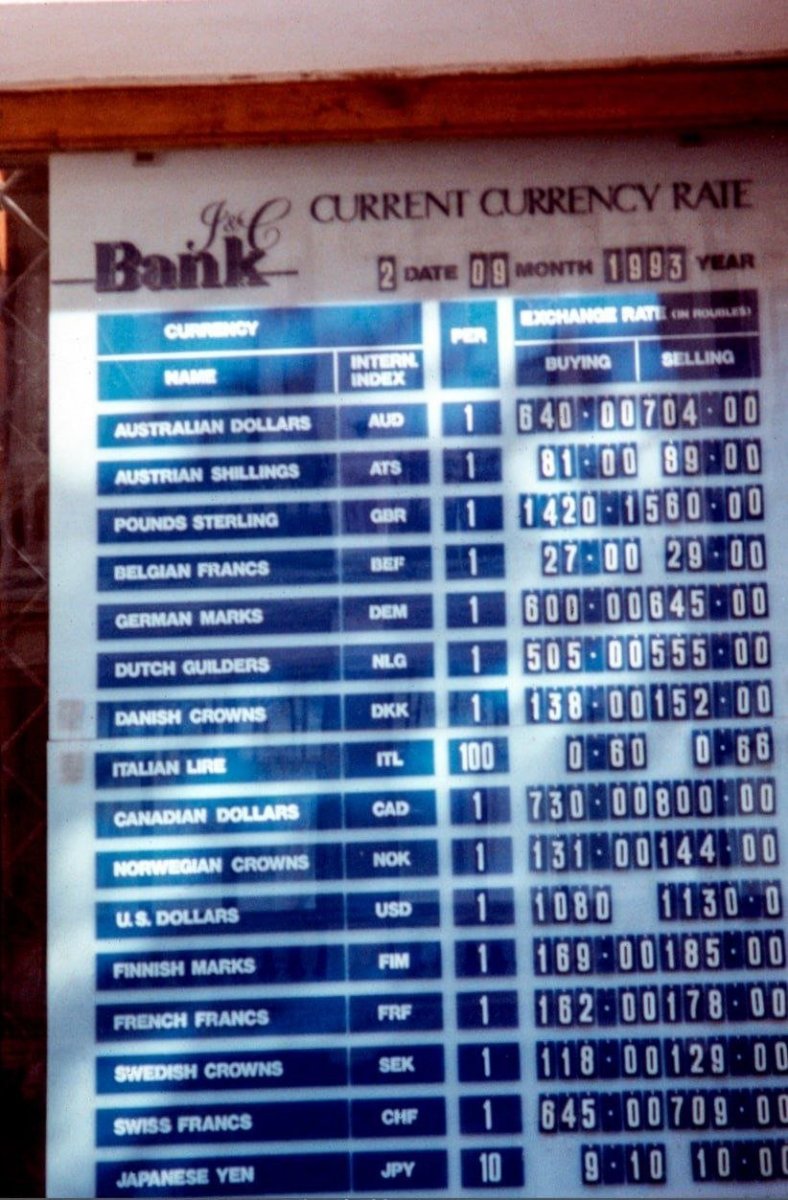 J&C
Bank
CURRENT CURRENCY RATE
2 DATE 09 MONTH 1993 YEAR
CURRENCY PER EXCHANGE RATE (IN ROUBLES)
NAME INTERN. INDEX BUYING SELLING
AUSTRALIAN DOLLARS AUD 1 640·00 704·00
AUSTRIAN SHILLINGS ATS 1 81·00 89·00
POUNDS STERLING GBR 1 1420·1560·00
BELGIAN FRANCS BEF 1 27·00 29·00
GERMAN MARKS DEM 1 600·00 645·00
DUTCH GUILDERS NLG 1 505·00 555·00
DANISH CROWNS DKK 1 138·00 152·00
ITALIAN LIRE ITL 100 0·60 0·66
CANADIAN DOLLARS CAD 1 730·00 800·00
NORWEGIAN CROWNS NOK 1 131·00 144·00
U.S. DOLLARS USD 1 1080 1130·0
FINNISH MARKS FIM 1 169·00 185·00
FRENCH FRANCS FRF 1 162·00 178·00
SWEDISH CROWNS SEK 1 118·00 129·00
SWISS FRANCS CHF 1 645·00 709·00
JAPANESE YEN JPY 10 9·10 10·00